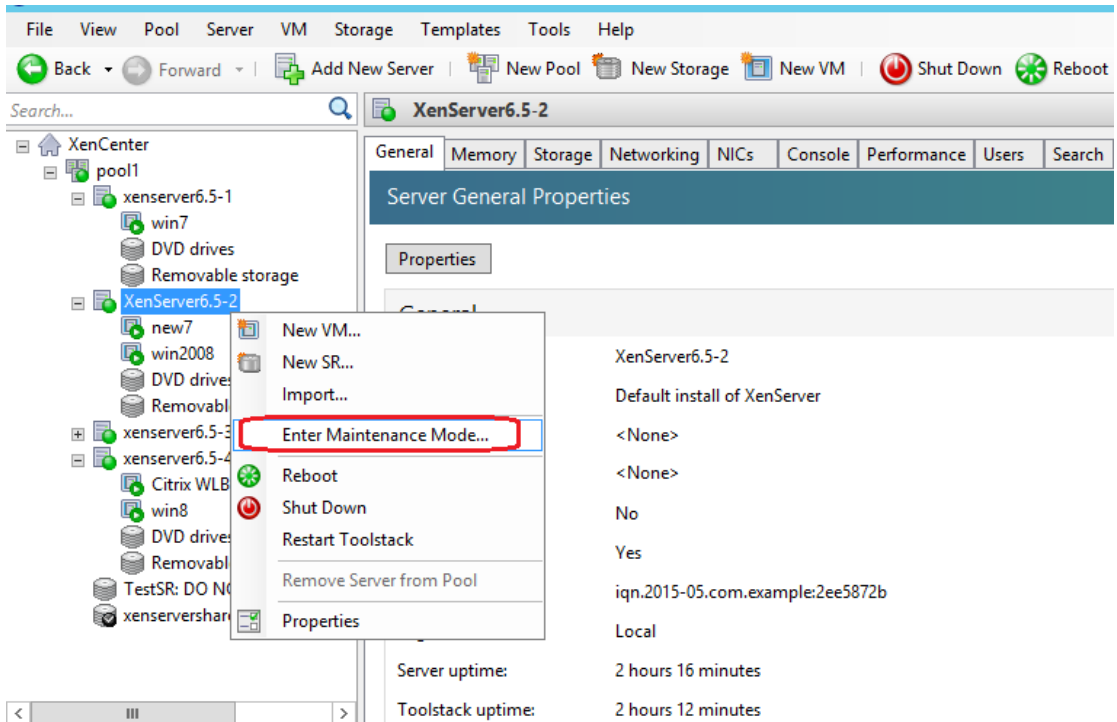 File View Pool Server VM Storage Templates Tools Help
Back Forward Add New Server New Pool New Storage New VM Shut Down Reboot
Search...
XenServer6.5-2
XenCenter
pool1
xenserver6.5-1
win7
DVD drives
Removable storage
XenServer6.5-2
new7
win2008
DVD drives
Removabl
xenserver6.5-3
xenserver6.5-4
Citrix WLB
win8
DVD drives
Removabl
TestSR: DO NO
xenservershare
General Memory Storage Networking NICs Console Performance Users Search
Server General Properties
Properties
General
New VM...
New SR...
Import...
Enter Maintenance Mode...
Reboot
Shut Down
Restart Toolstack
Remove Server from Pool
Properties
XenServer6.5-2
Default install of XenServer
<None>
<None>
No
Yes
iqn.2015-05.com.example:2ee5872b
Local
Server uptime: 2 hours 16 minutes
Toolstack uptime: 2 hours 12 minutes